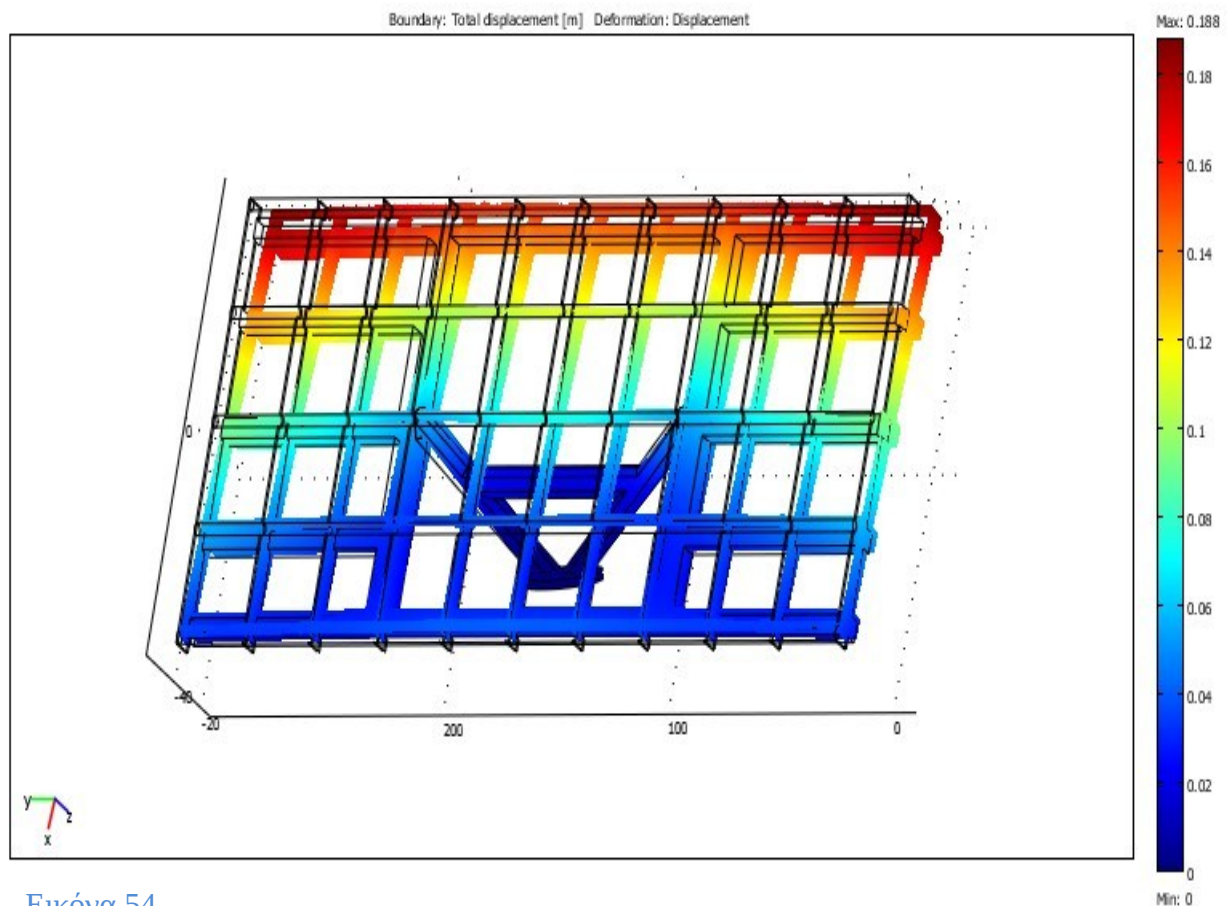 Boundary: Total displacement [m] Deformation: Displacement
Max: 0.188
0.18
0.16
0.14
0.12
0.1
0.08
0.06
0.04
0.02
0
Min: 0
0
-40
-20
200
100
0
y
z
x
Εικόνα 54